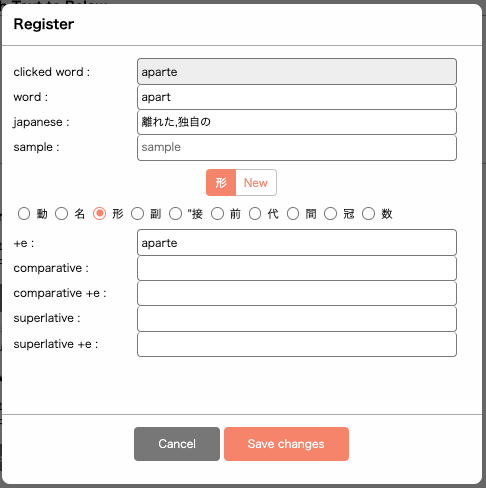 Register
clicked word : aparte
word : apart
japanese : 離れた,独自の
sample : sample
形 New
動 名 形 副 "接 前 代 間 冠 数
+e : aparte
comparative :
comparative +e :
superlative :
superlative +e :
Cancel Save changes